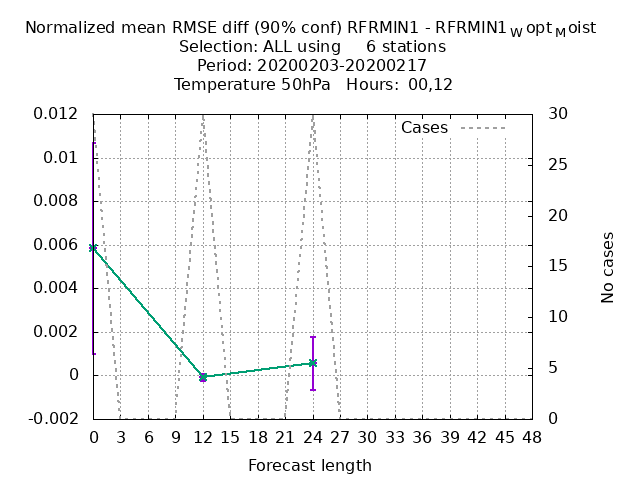 Normalized mean RMSE diff (90% conf) RFRMIN1 - RFRMIN1WoptMoist
Selection: ALL using 6 stations
Period: 20200203-20200217
Temperature 50hPa Hours: 00,12
Cases
0.012
0.01
0.008
0.006
0.004
0.002
0
-0.002
30
25
20
15
10
5
0
No cases
0 3 6 9 12 15 18 21 24 27 30 33 36 39 42 45 48
Forecast length